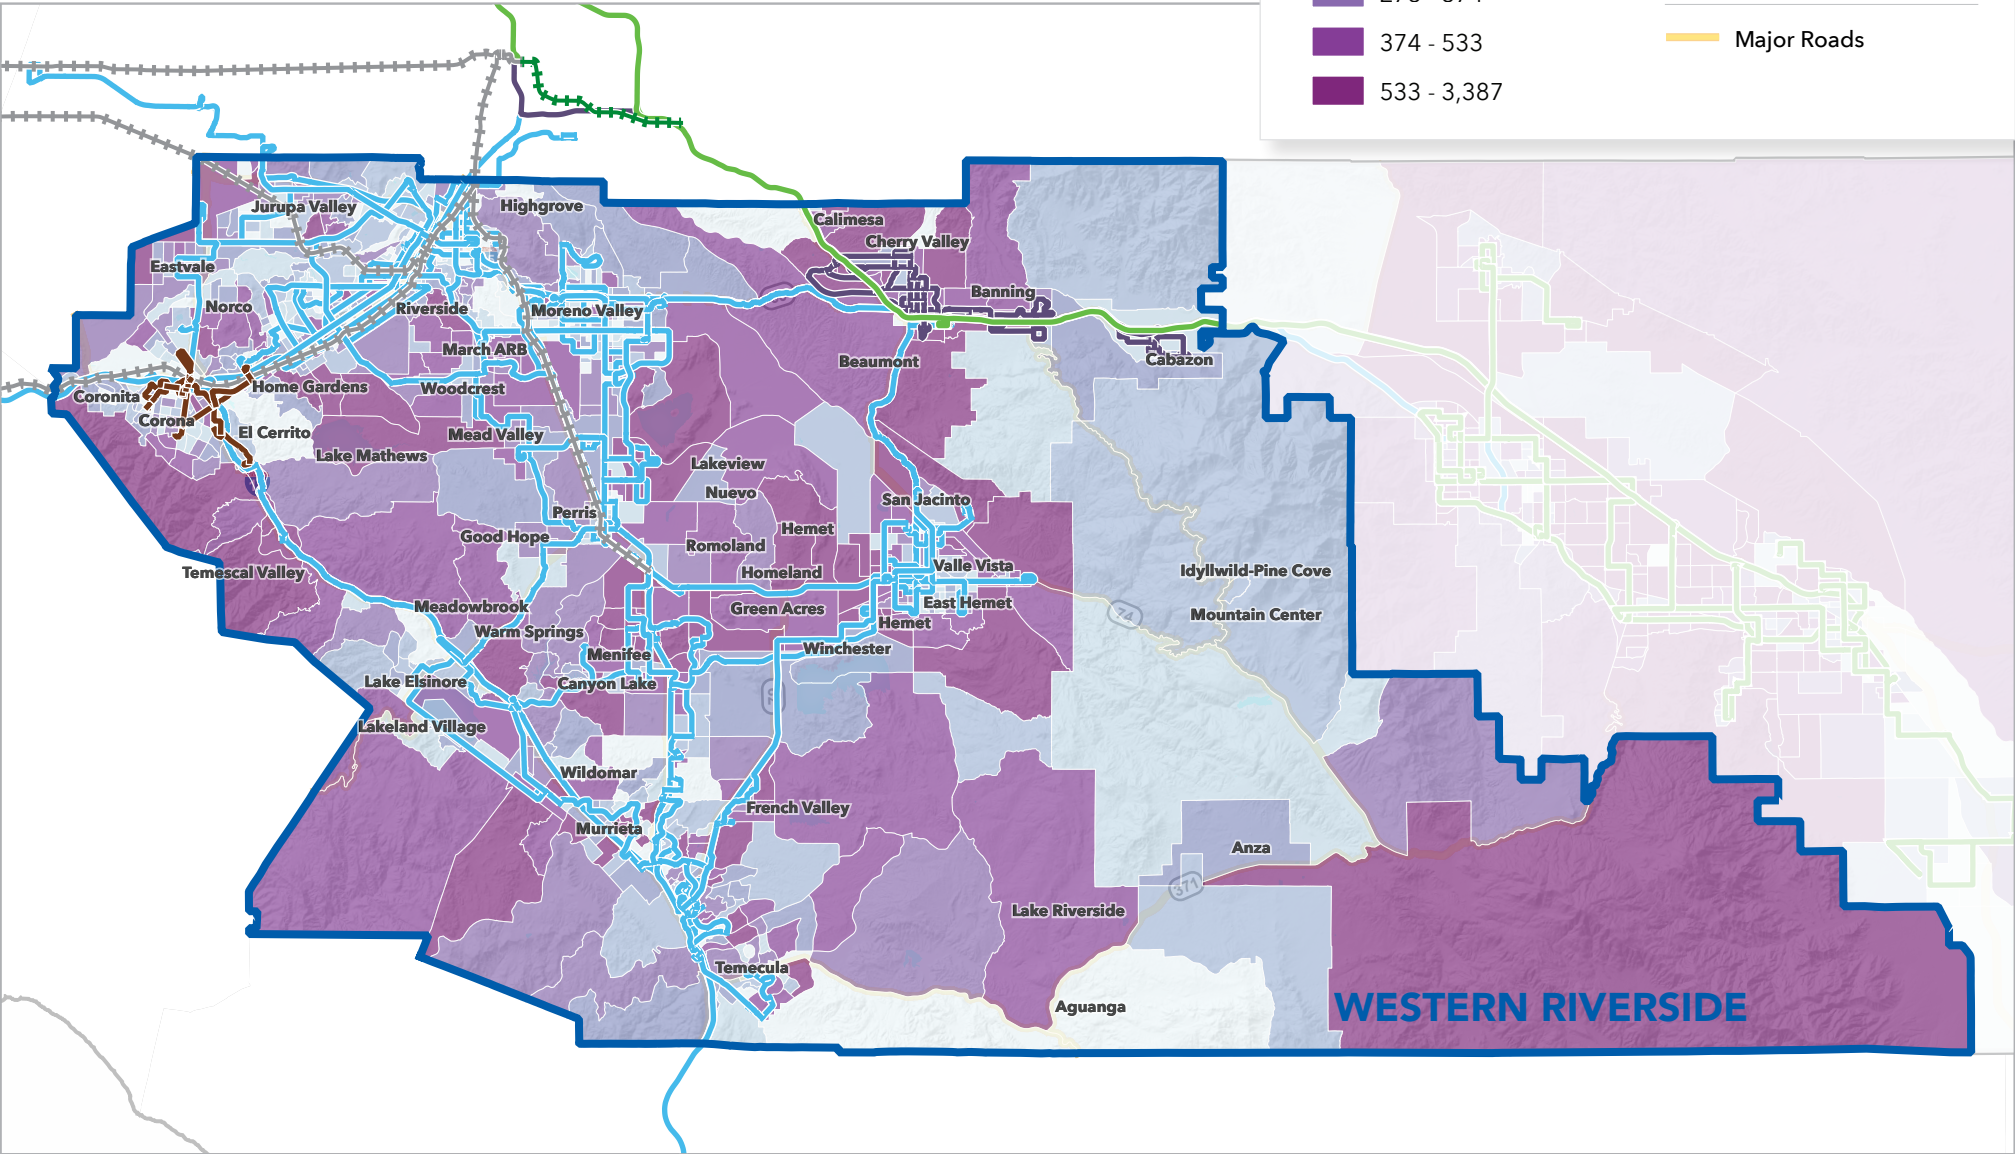 374 - 533
Major Roads
533 - 3,387
Jurupa Valley
Highgrove
Calimesa
Cherry Valley
Eastvale
Norco
Riverside
Moreno Valley
Banning
March ARB
Beaumont
Cabazon
Home Gardens
Woodcrest
Coronita
Corona
El Cerrito
Mead Valley
Lake Mathews
Lakeview
Nuevo
San Jacinto
Perris
Hemet
Good Hope
Romoland
Temescal Valley
Homeland
Valle Vista
Idyllwild-Pine Cove
Meadowbrook
Green Acres
East Hemet
74
Mountain Center
Hemet
Warm Springs
Menifee
Winchester
Lake Elsinore
Canyon Lake
Lakeland Village
Wildomar
French Valley
Murrieta
Anza
371
Lake Riverside
Temecula
Aguanga
WESTERN RIVERSIDE